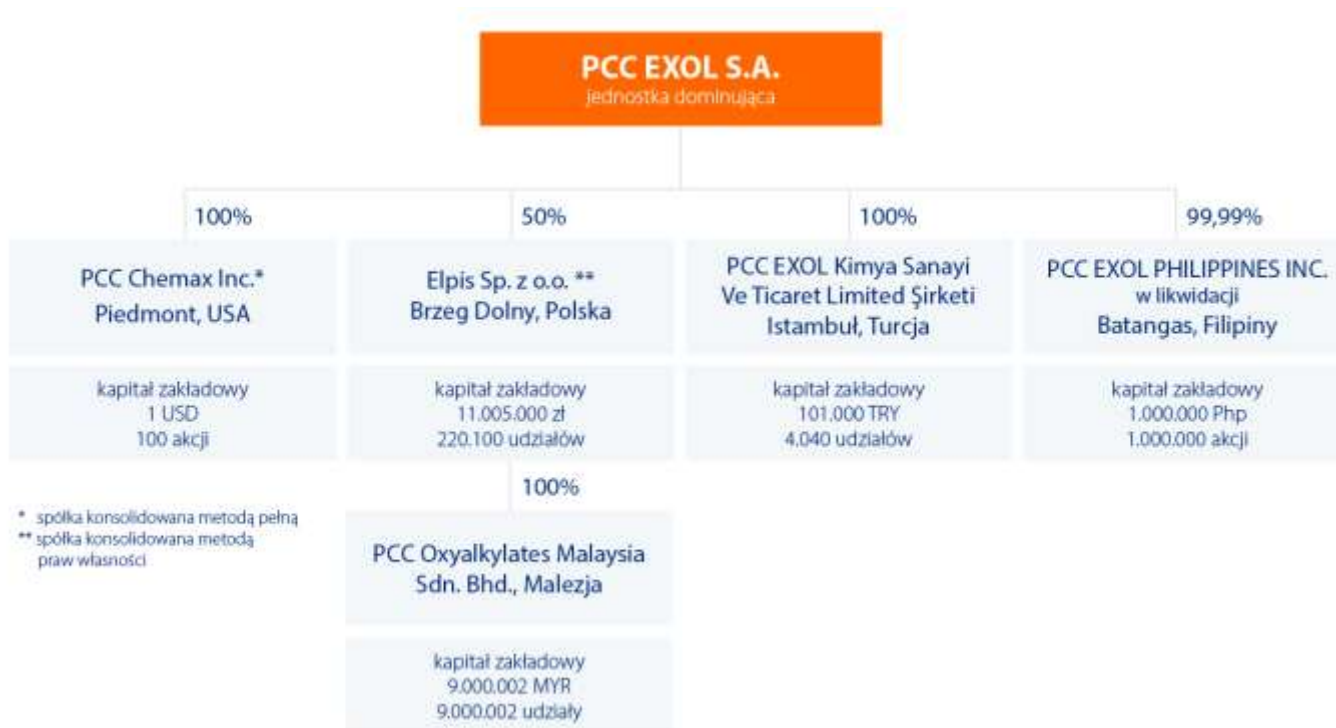 PCC EXOL S.A.
jednostka dominująca
100%
50%
100%
99,99%
PCC Chemax Inc.*
Piedmont, USA
Elpis Sp. z o.o. **
Brzeg Dolny, Polska
PCC EXOL Kimya Sanayi
Ve Ticaret Limited Şirketi
Istambuł, Turcja
PCC EXOL PHILIPPINES INC.
w likwidacji
Batangas, Filipiny
kapitał zakładowy
1 USD
100 akcji
kapitał zakładowy
11.005.000 zł
220.100 udziałów
kapitał zakładowy
101.000 TRY
4.040 udziałów
kapitał zakładowy
1.000.000 Php
1.000.000 akcji
100%
* spółka konsolidowana metodą pełną
** spółka konsolidowana metodą
praw własności
PCC Oxyalkylates Malaysia
Sdn. Bhd., Malezja
kapitał zakładowy
9.000.002 MYR
9.000.002 udziały